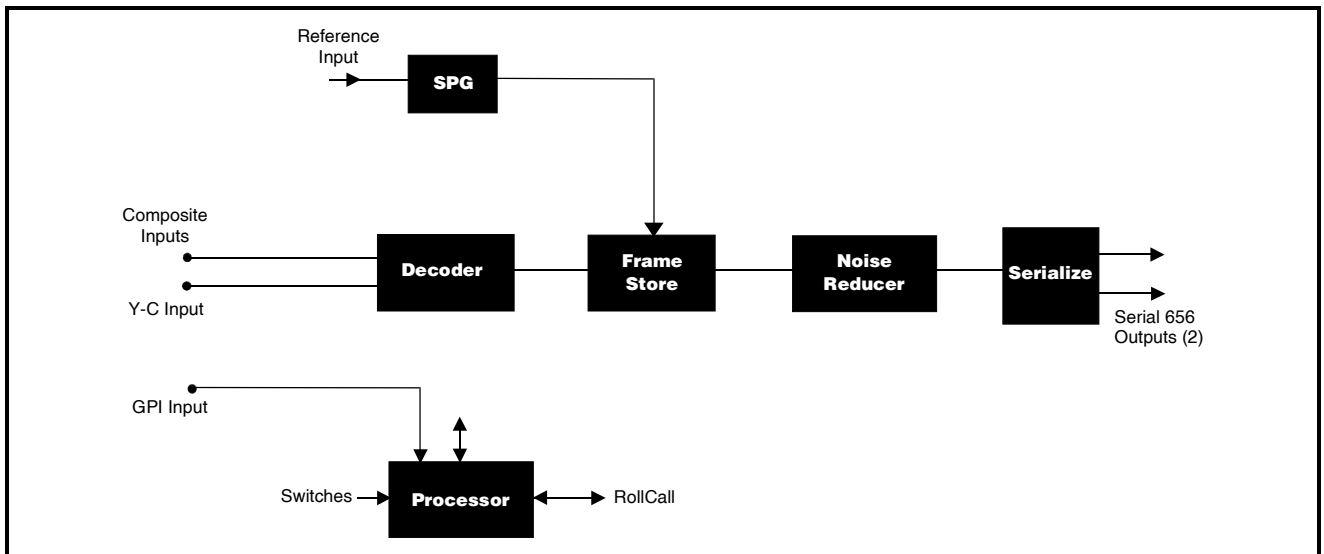 Reference
Input
SPG
Composite
Inputs
Decoder
Frame
Store
Noise
Reducer
Serialize
Y-C Input
Serial 656
Outputs (2)
GPI Input
Switches
Processor
RollCall